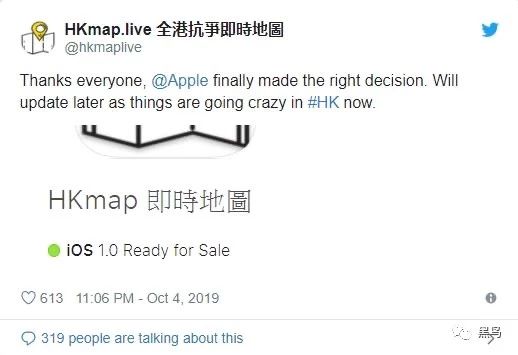 HKmap.live 全港抗爭即時地圖
@hkmaplive
Thanks everyone, @Apple finally made the right decision. Will
update later as things are going crazy in #HK now.
HKmap 即時地圖
iOS 1.0 Ready for Sale
613 11:06 PM - Oct 4, 2019
319 people are talking about this
黑鸟